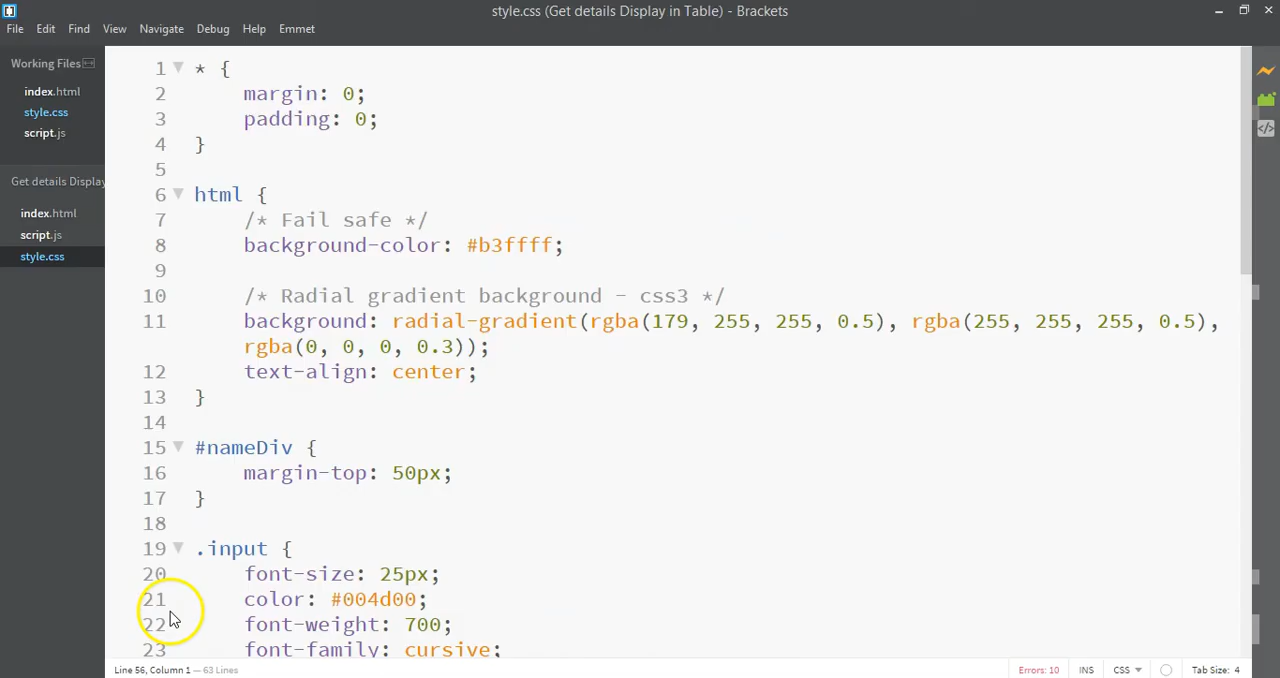 style.css (Get details Display in Table) - Brackets
File Edit Find View Navigate Debug Help Emmet
Working Files
index.html
style.css
script.js
Get details Display
index.html
script.js
style.css
1 * {
2 margin: 0;
3 padding: 0;
4 }
5
6 html {
7 /* Fail safe */
8 background-color: #b3ffff;
9
10 /* Radial gradient background - css3 */
11 background: radial-gradient(rgba(179, 255, 255, 0.5), rgba(255, 255, 255, 0.5),
rgba(0, 0, 0, 0.3));
12 text-align: center;
13 }
14
15 #nameDiv {
16 margin-top: 50px;
17 }
18
19 .input {
20 font-size: 25px;
21 color: #004d00;
22 font-weight: 700;
23 font-family: cursive;
Line 56, Column 1 — 63 Lines
Errors: 10 INS CSS Tab Size: 4